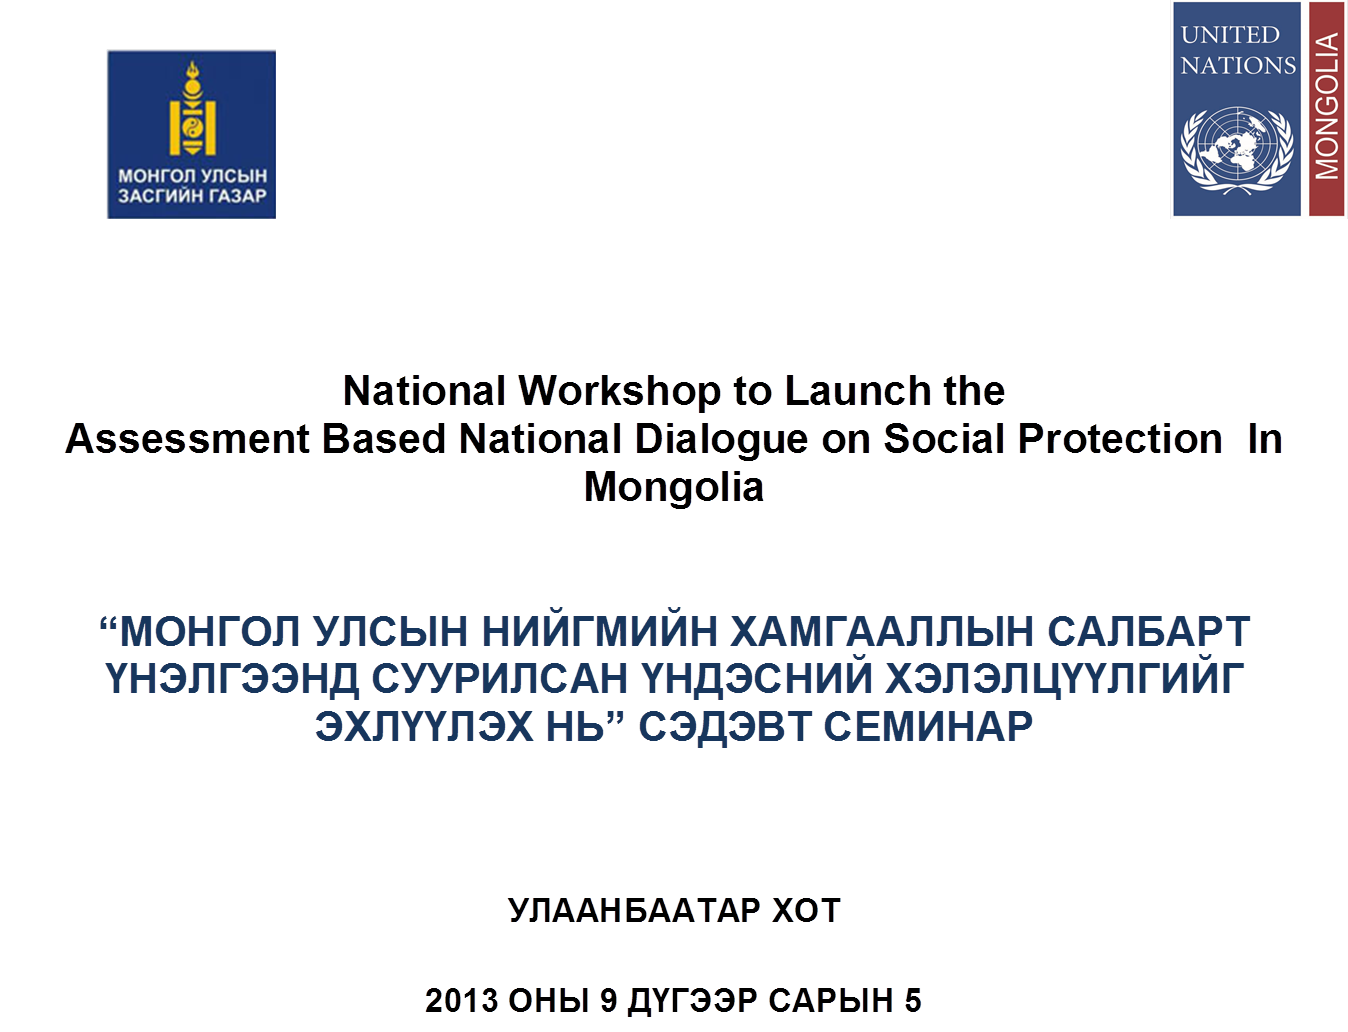 МОНГОЛ УЛСЫН
ЗАСГИЙН ГАЗАР
UNITED
NATIONS
MONGOLIA
National Workshop to Launch the
Assessment Based National Dialogue on Social Protection  In
Mongolia
“МОНГОЛ УЛСЫН НИЙГМИЙН ХАМГААЛЛЫН САЛБАРТ
ҮНЭЛГЭЭНД СУУРИЛСАН ҮНДЭСНИЙ ХЭЛЭЛЦҮҮЛГИЙГ
ЭХЛҮҮЛЭХ НЬ” СЭДЭВТ СЕМИНАР
УЛААНБААТАР ХОТ
2013 ОНЫ 9 ДҮГЭЭР САРЫН 5